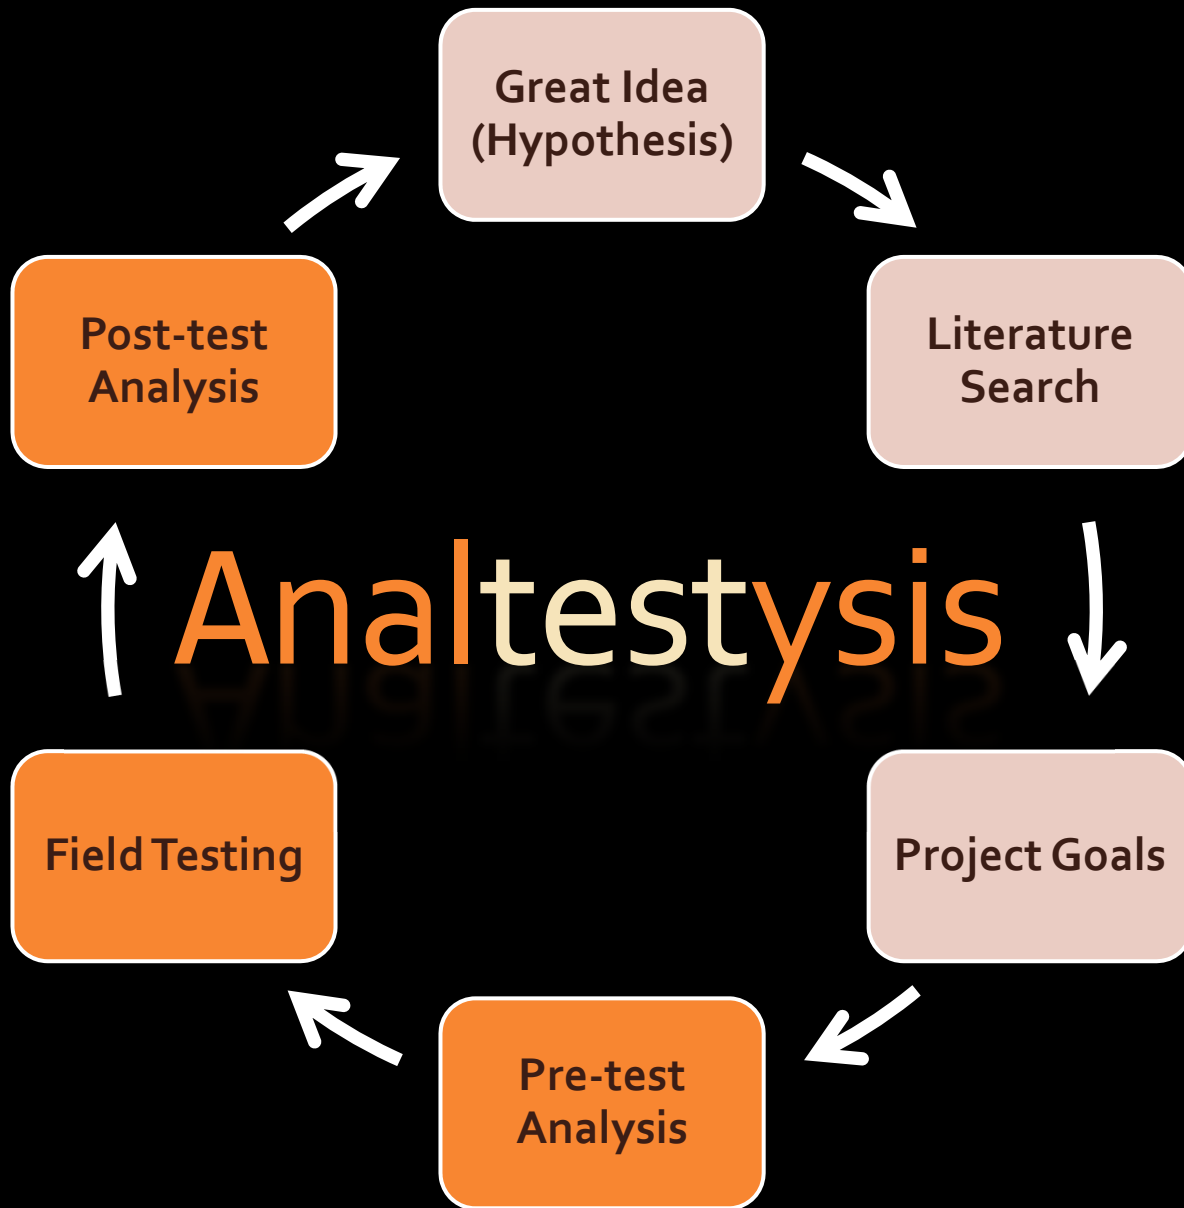 Great Idea
(Hypothesis)
Literature
Search
Project Goals
Pre-test
Analysis
Field Testing
Post-test
Analysis
Analtestysis